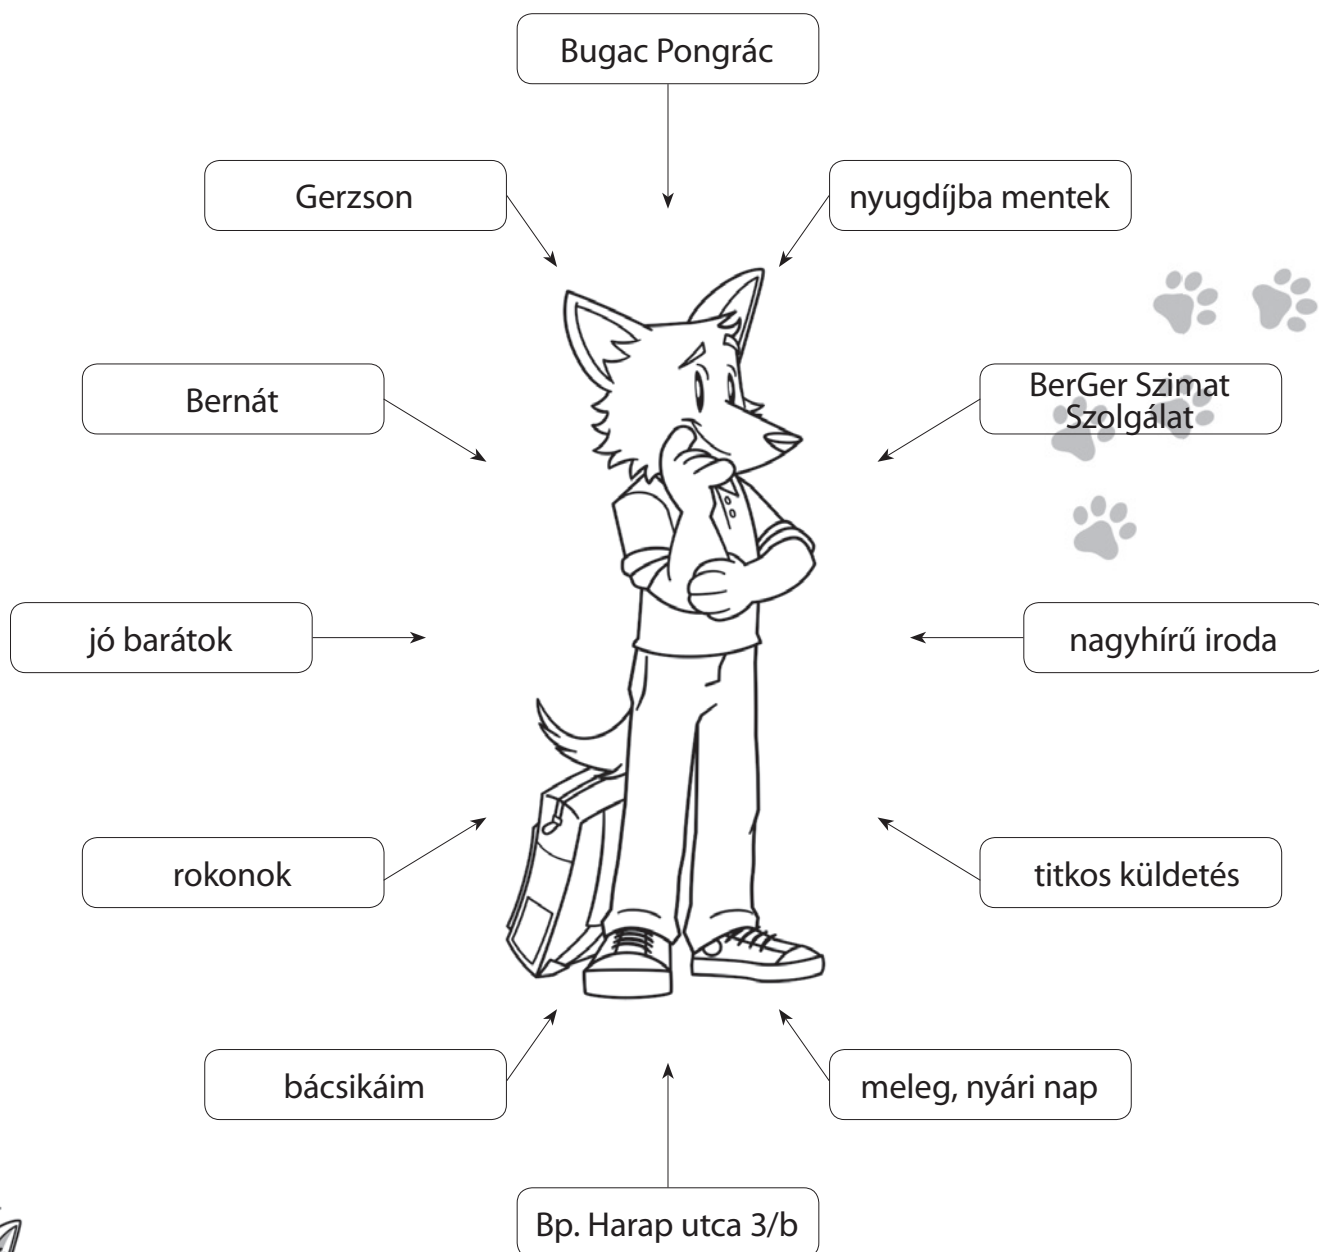 Bugac Pongrác
Gerzson
nyugdíjba mentek
Bernát
BerGer Szimat
Szolgálat
jó barátok
nagyhírű iroda
rokonok
titkos küldetés
bácsikáim
meleg, nyári nap
Bp. Harap utca 3/b